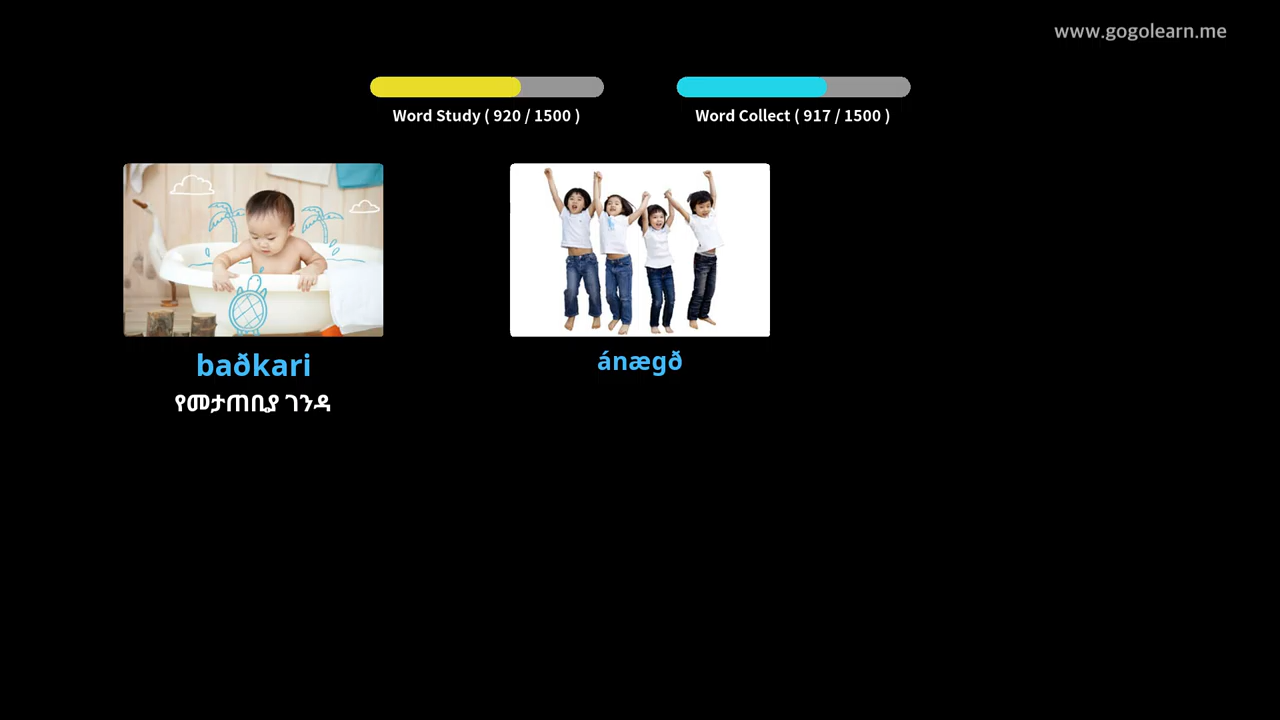 www.gogolearn.me
Word Study ( 920 / 1500 )
Word Collect ( 917 / 1500 )
baðkari
የመታጠቢያ ገንዳ
ánægð